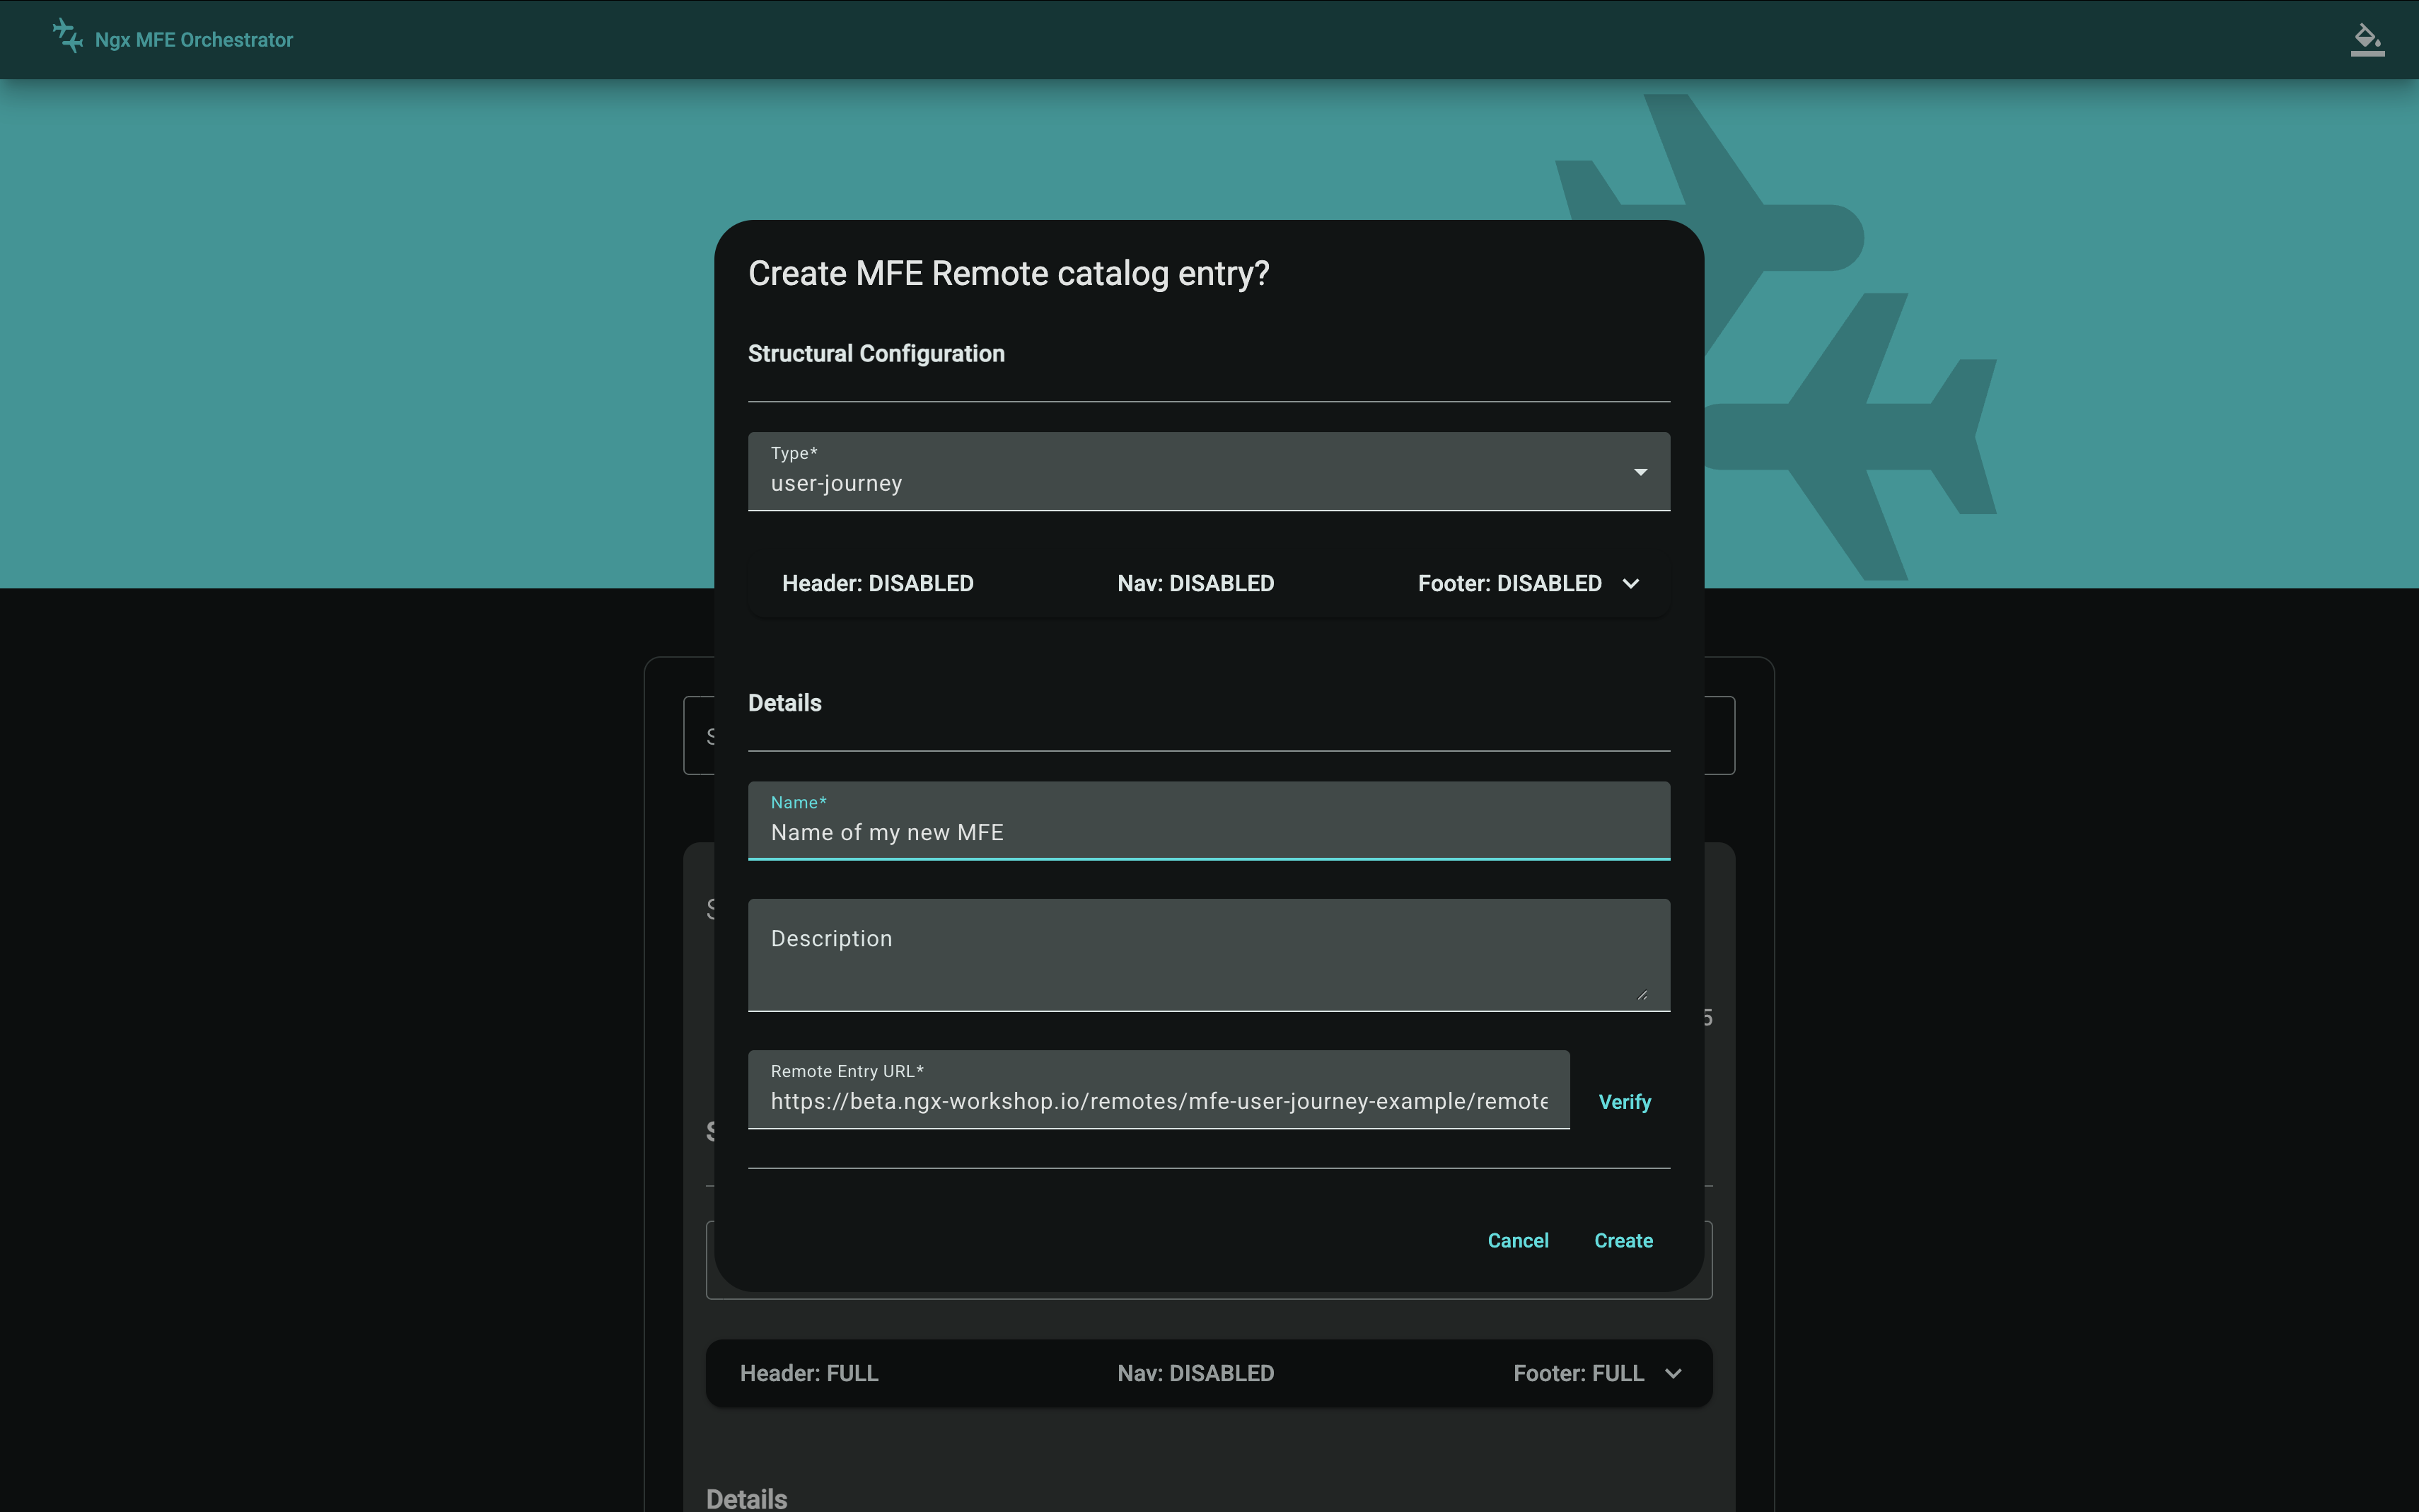 Ngx MFE Orchestrator
Create MFE Remote catalog entry?
Structural Configuration
Type*
user-journey
Header: DISABLED Nav: DISABLED Footer: DISABLED
Details
Name*
Name of my new MFE
Description
Remote Entry URL*
https://beta.ngx-workshop.io/remotes/mfe-user-journey-example/remote
Verify
Cancel Create
Header: FULL Nav: DISABLED Footer: FULL
Details